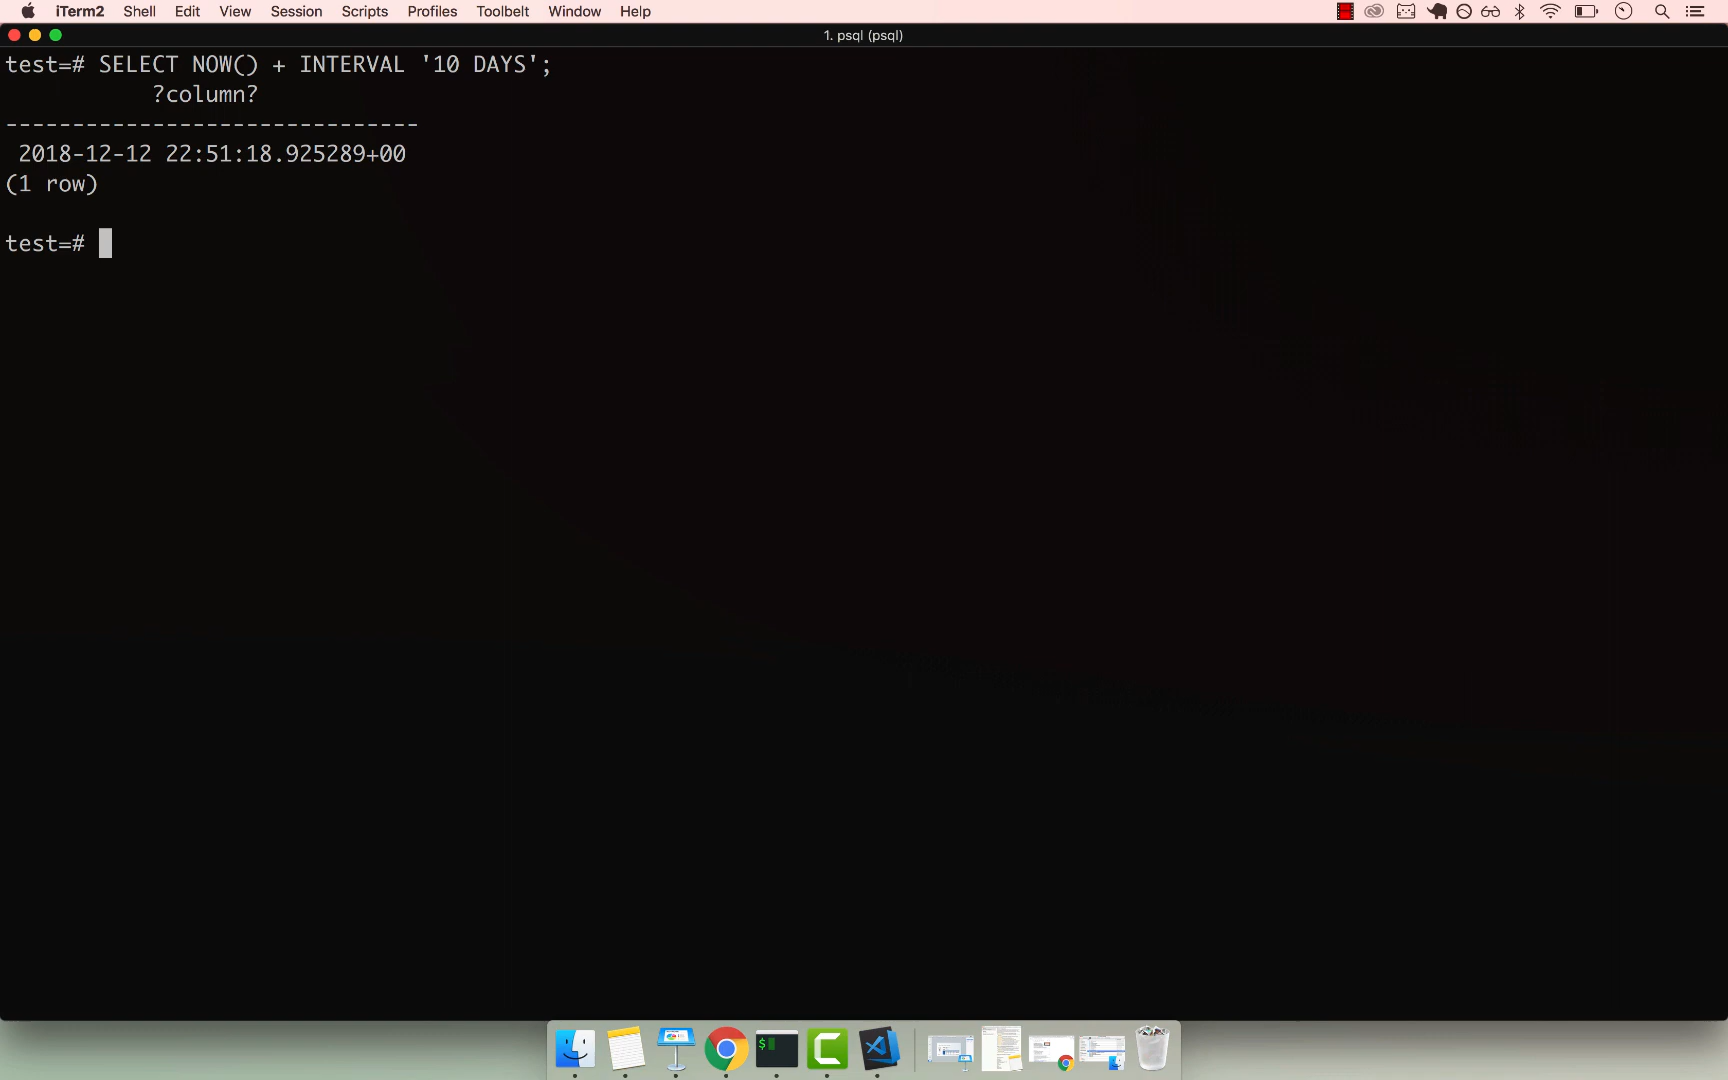 iTerm2 Shell Edit View Session Scripts Profiles Toolbelt Window Help
1. psql (psql)
test=# SELECT NOW() + INTERVAL '10 DAYS';
?column?
-------------------------------
2018-12-12 22:51:18.925289+00
(1 row)
test=#